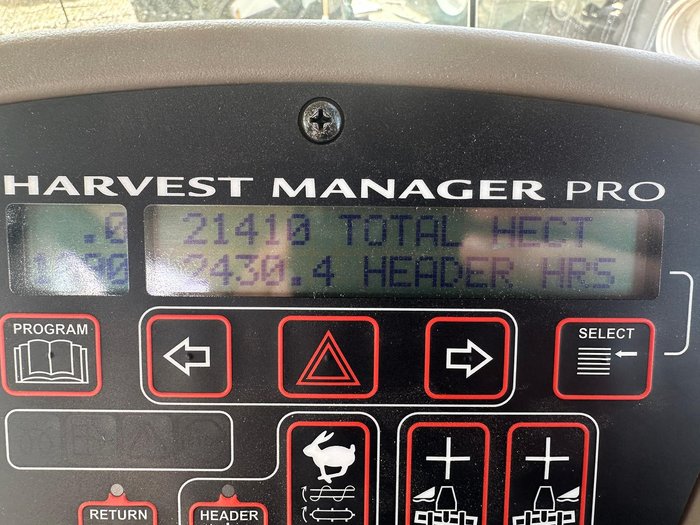 HARVEST MANAGER PRO
.0 21410 TOTAL HECT
2430.4 HEADER HRS
PROGRAM
SELECT
RETURN
HEADER